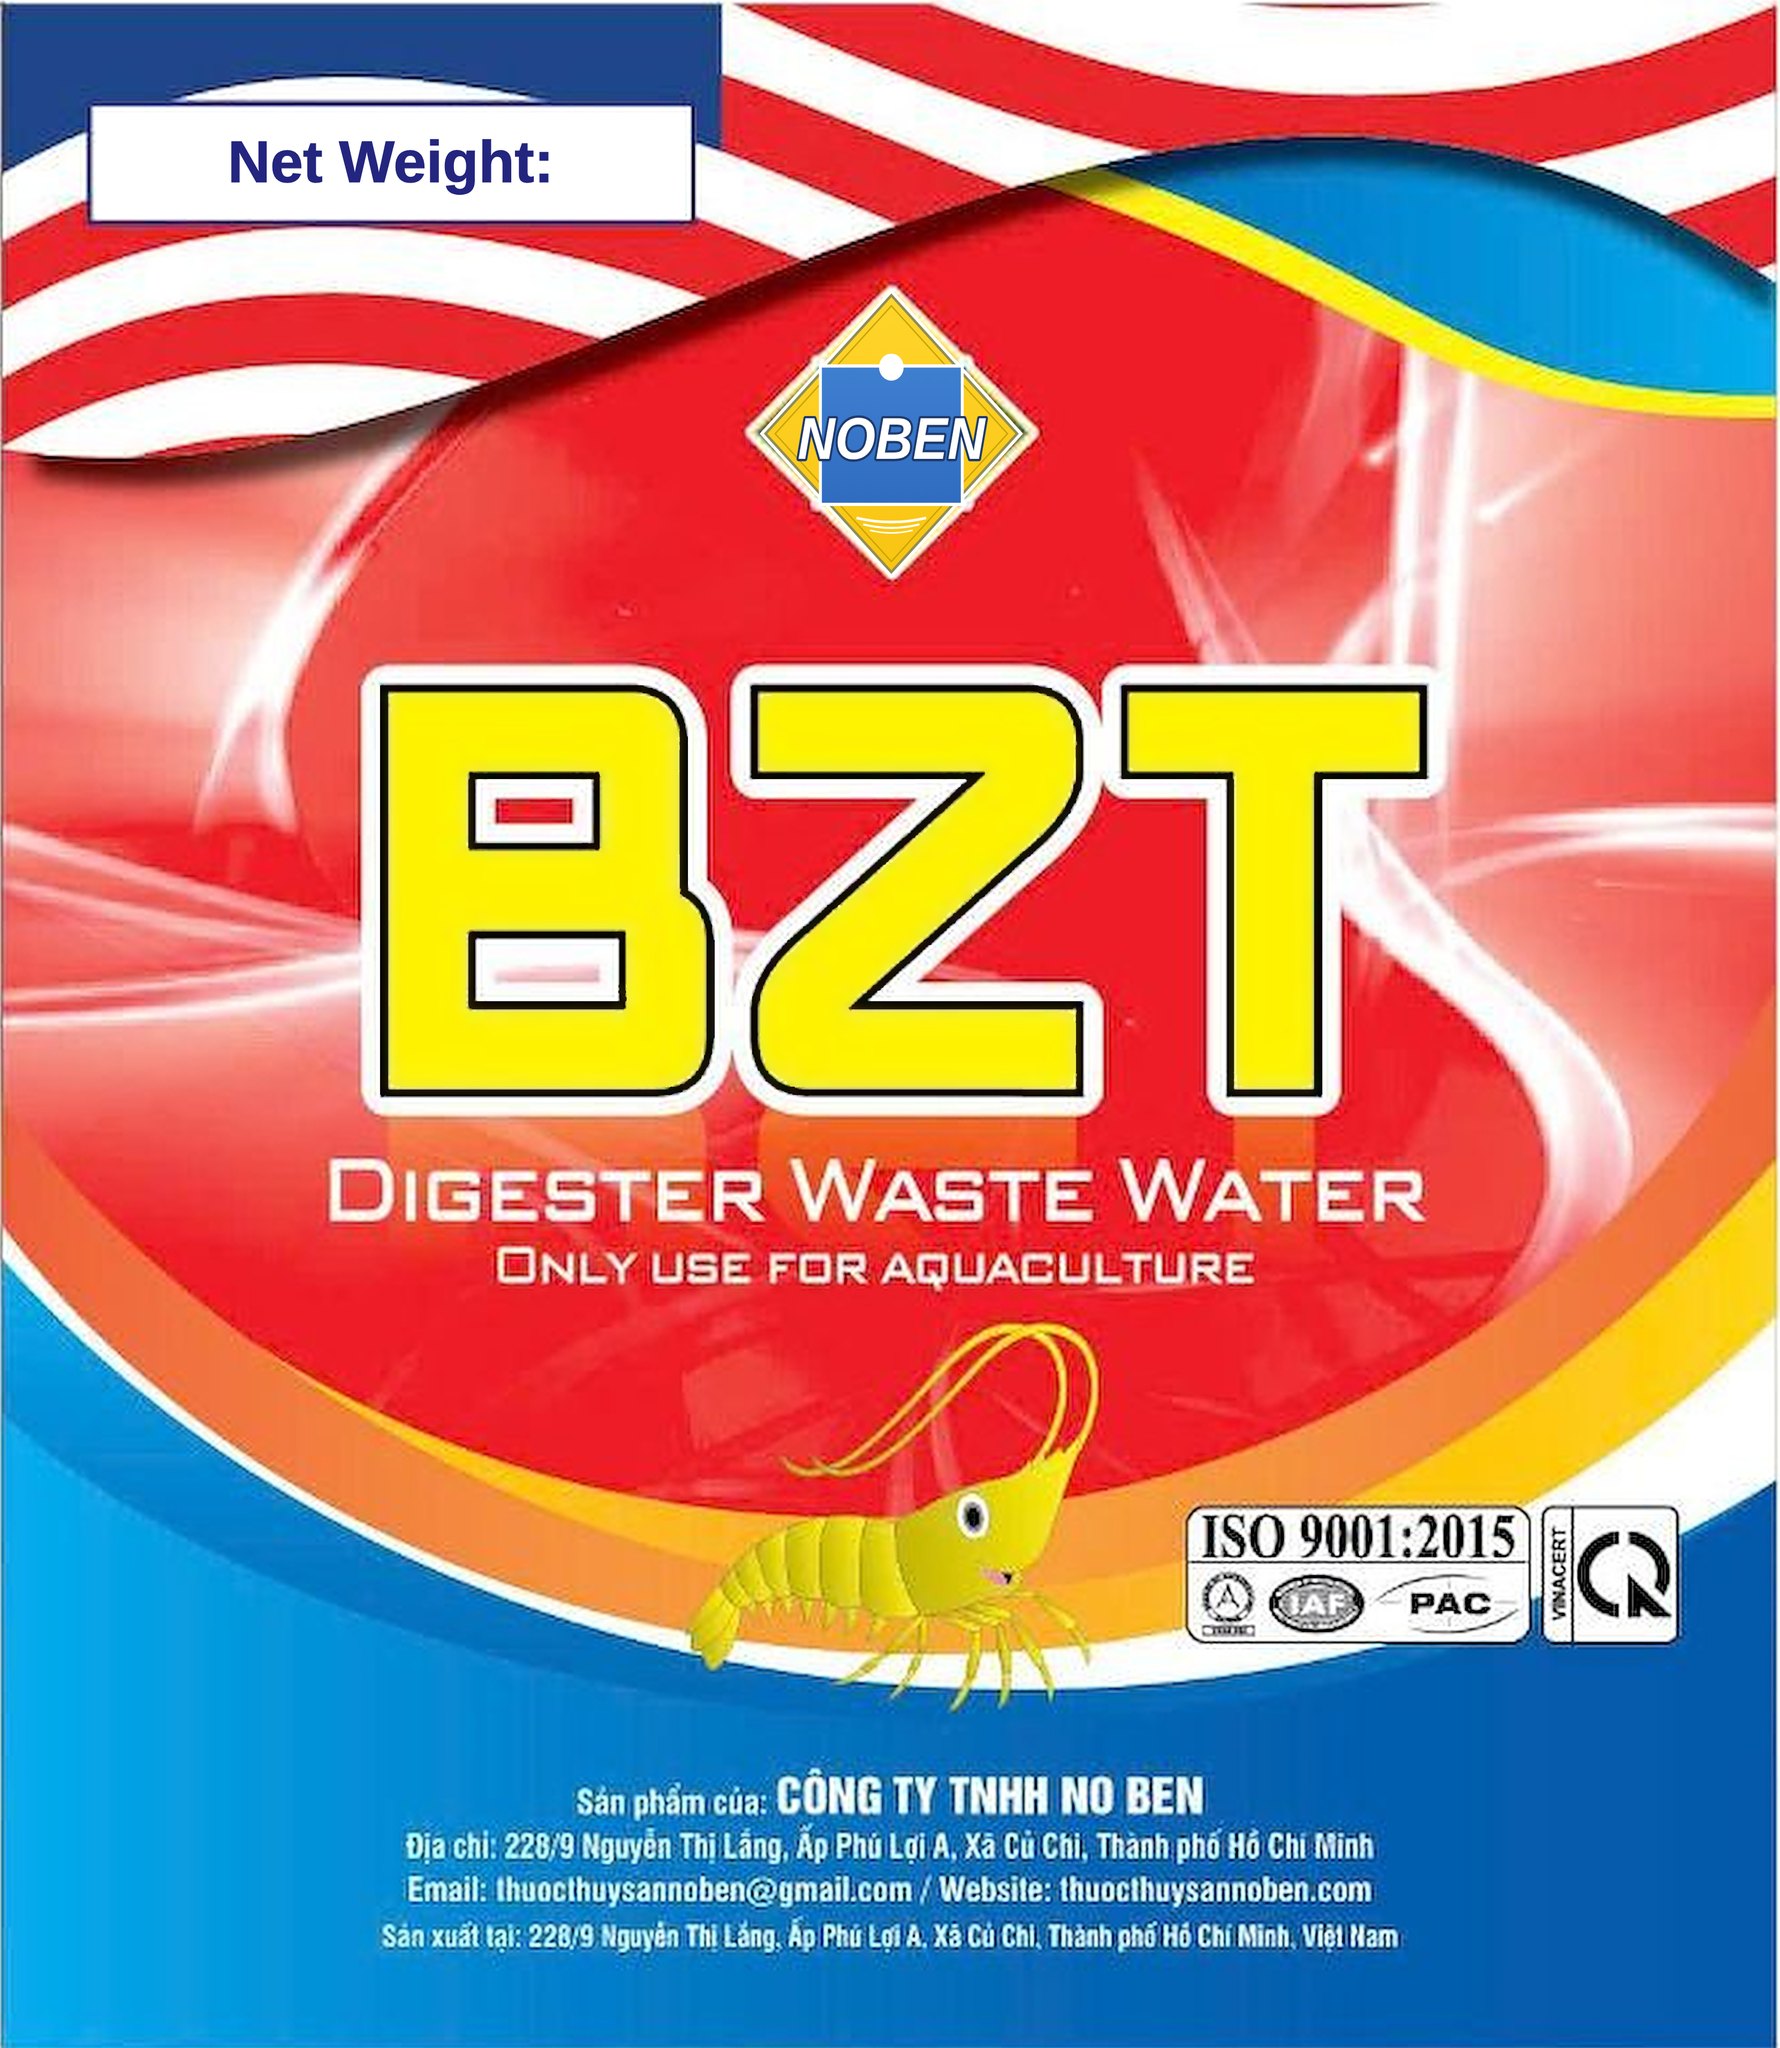 Net Weight:
NOBEN
BZT
DIGESTER WASTE WATER
ONLY USE FOR AQUACULTURE
ISO 9001:2015
IAF
PAC
VINACERT
Sản phẩm của: CÔNG TY TNHH NO BEN
Địa chỉ: 228/9 Nguyễn Thị Lắng, Ấp Phú Lợi A, Xã Củ Chi, Thành phố Hồ Chí Minh
Email: thuocthuysannoben@gmail.com / Website: thuocthuysannoben.com
Sản xuất tại: 228/9 Nguyễn Thị Lắng, Ấp Phú Lợi A, Xã Củ Chi, Thành phố Hồ Chí Minh, Việt Nam